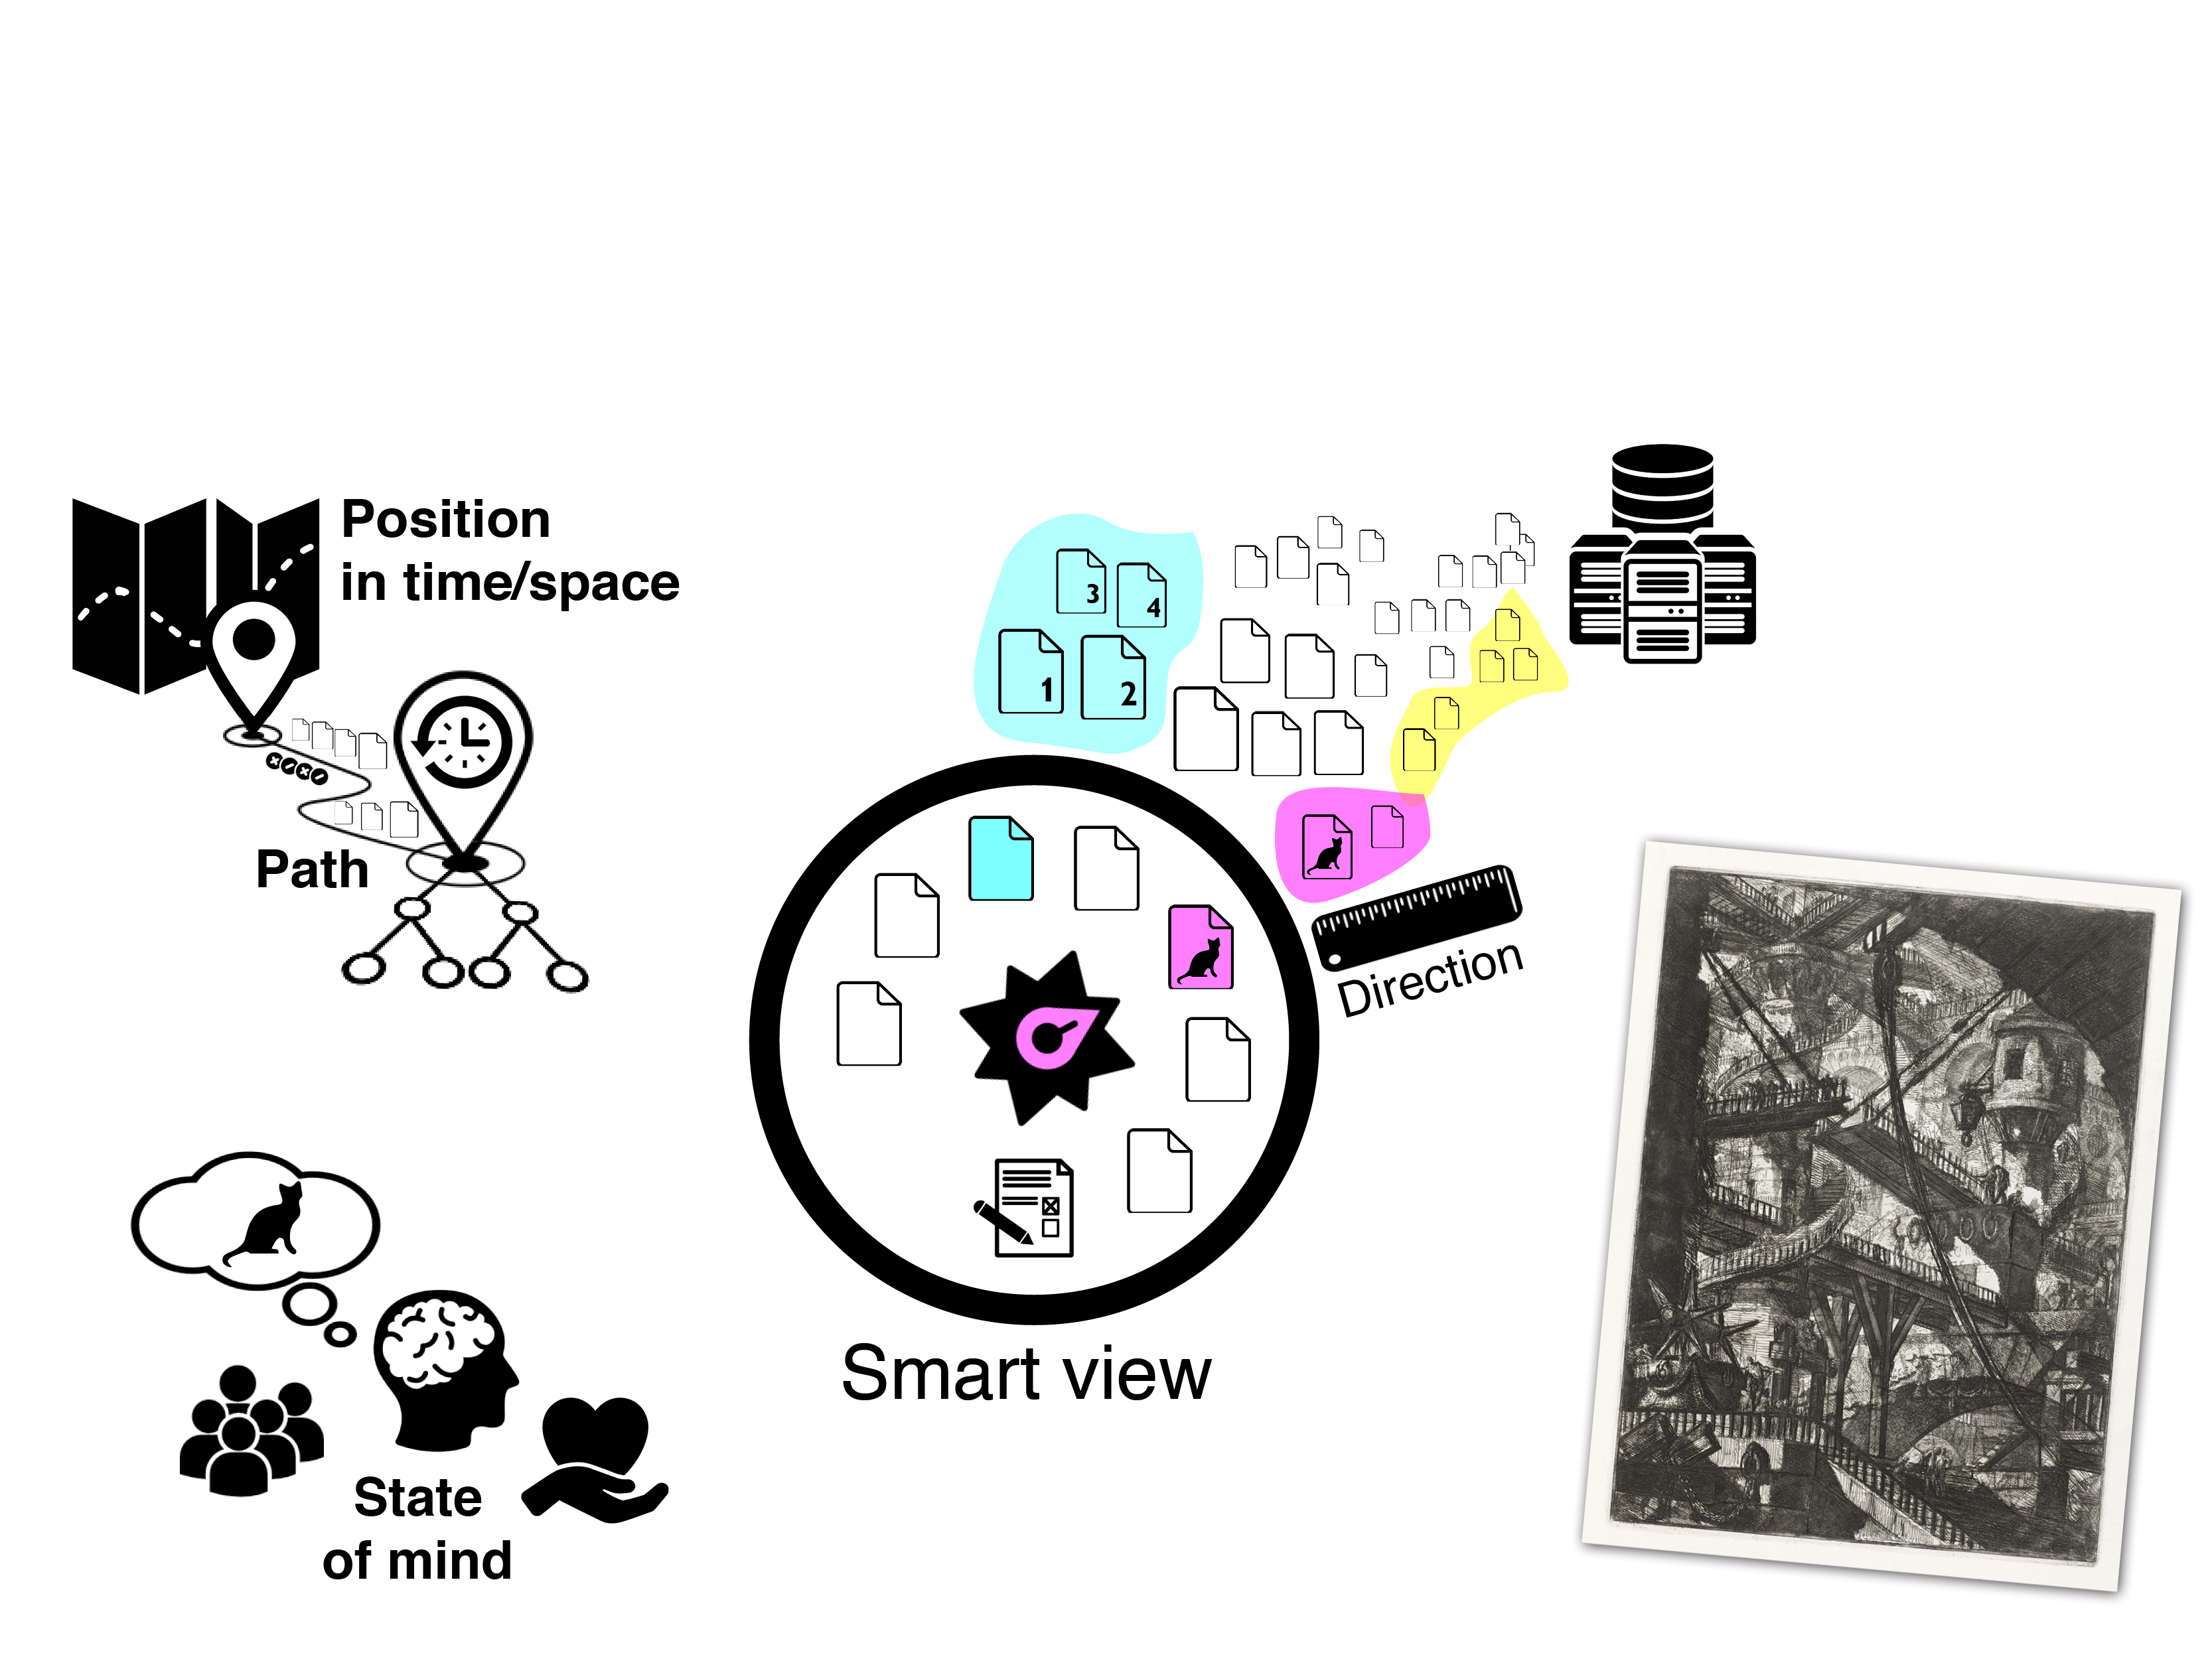 Position
in time/space
Path
3
4
1
2
Direction
Smart view
State
of mind